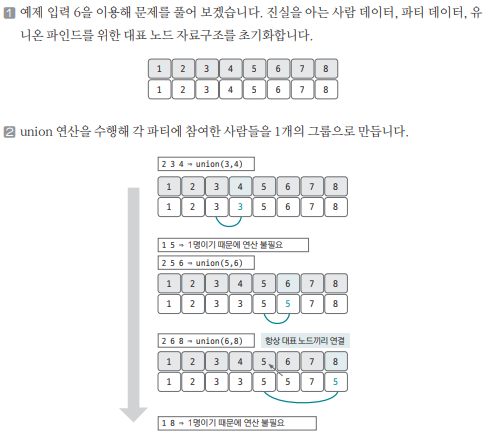 1 예제 입력 6을 이용해 문제를 풀어 보겠습니다. 진실을 아는 사람 데이터, 파티 데이터, 유
니온 파인드를 위한 대표 노드 자료구조를 초기화합니다.
1 2 3 4 5 6 7 8
1 2 3 4 5 6 7 8
2 union 연산을 수행해 각 파티에 참여한 사람들을 1개의 그룹으로 만듭니다.
2 3 4 → union(3,4)
1 2 3 4 5 6 7 8
1 2 3 3 5 6 7 8
1 5 → 1명이기 때문에 연산 불필요
2 5 6 → union(5,6)
1 2 3 4 5 6 7 8
1 2 3 3 5 5 7 8
2 6 8 → union(6,8) 항상 대표 노드끼리 연결
1 2 3 4 5 6 7 8
1 2 3 3 5 5 7 5
1 8 → 1명이기 때문에 연산 불필요